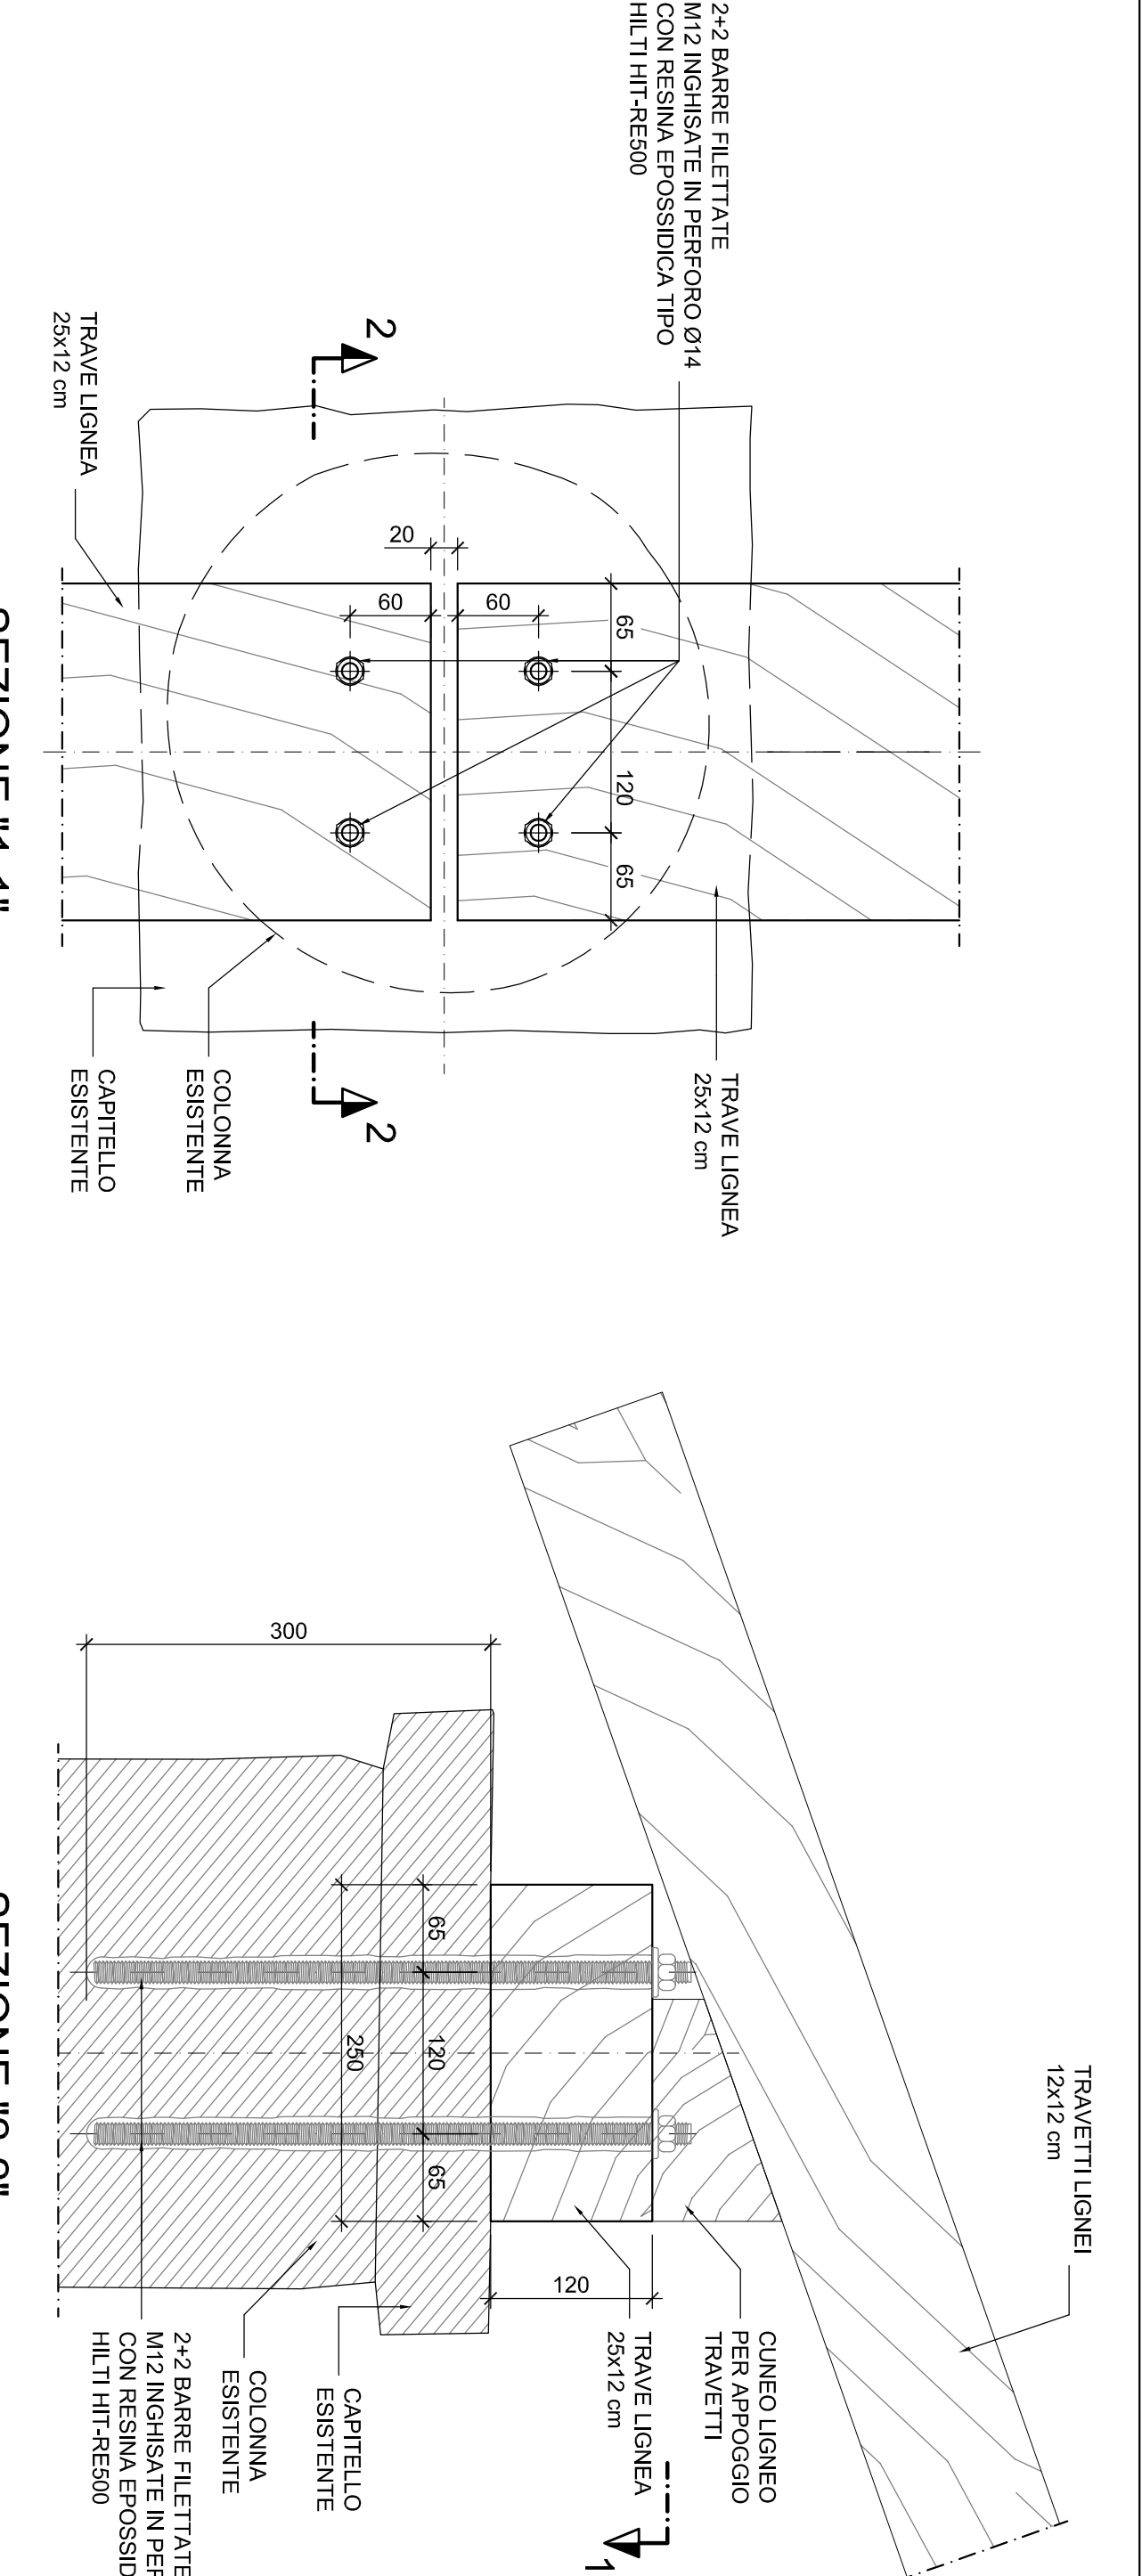 2+2 BARRE FILETTATE
M12 INGHISATE IN PERFORO Ø14
CON RESINA EPOSSIDICA TIPO
HILTI HIT-RE500
TRAVE LIGNEA
25x12 cm
2
20
60
60
65
120
65
2
TRAVE LIGNEA
25x12 cm
COLONNA
ESISTENTE
CAPITELLO
ESISTENTE
300
65
120
65
250
120
TRAVETTI LIGNEI
12x12 cm
CUNEO LIGNEO
PER APPOGGIO
TRAVETTI
TRAVE LIGNEA
25x12 cm
1
CAPITELLO
ESISTENTE
COLONNA
ESISTENTE
2+2 BARRE FILETTATE
M12 INGHISATE IN PER
CON RESINA EPOSSID
HILTI HIT-RE500